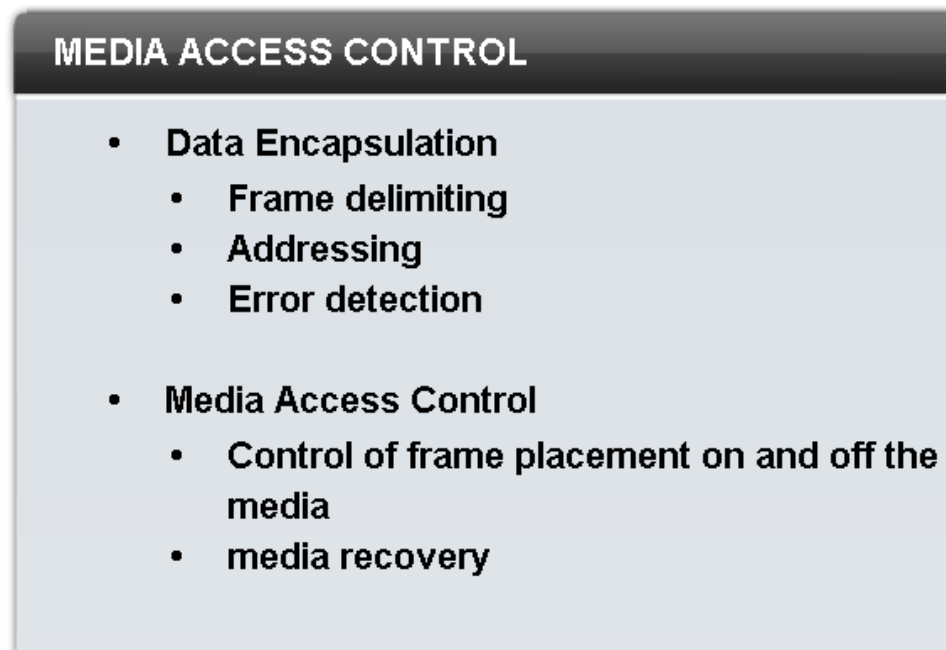 MEDIA ACCESS CONTROL
• Data Encapsulation
• Frame delimiting
• Addressing
• Error detection
• Media Access Control
• Control of frame placement on and off the
media
• media recovery